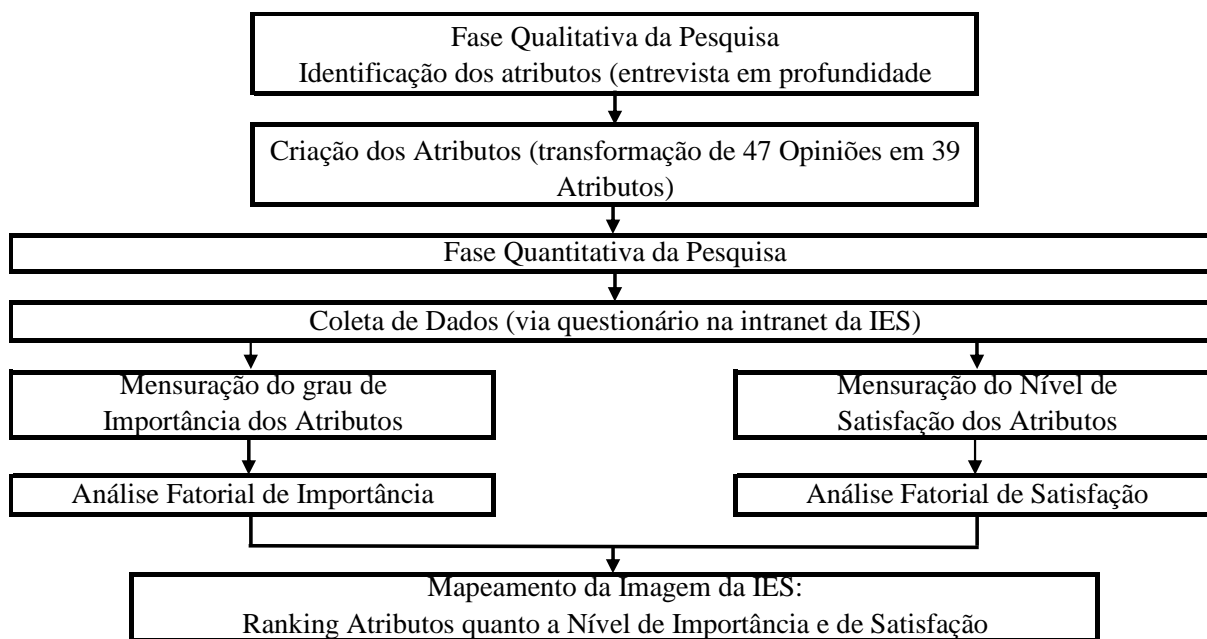 Fase Qualitativa da Pesquisa
Identificação dos atributos (entrevista em profundidade
Criação dos Atributos (transformação de 47 Opiniões em 39
Atributos)
Fase Quantitativa da Pesquisa
Coleta de Dados (via questionário na intranet da IES)
Mensuração do grau de
Importância dos Atributos
Mensuração do Nível de
Satisfação dos Atributos
Análise Fatorial de Importância
Análise Fatorial de Satisfação
Mapeamento da Imagem da IES:
Ranking Atributos quanto a Nível de Importância e de Satisfação